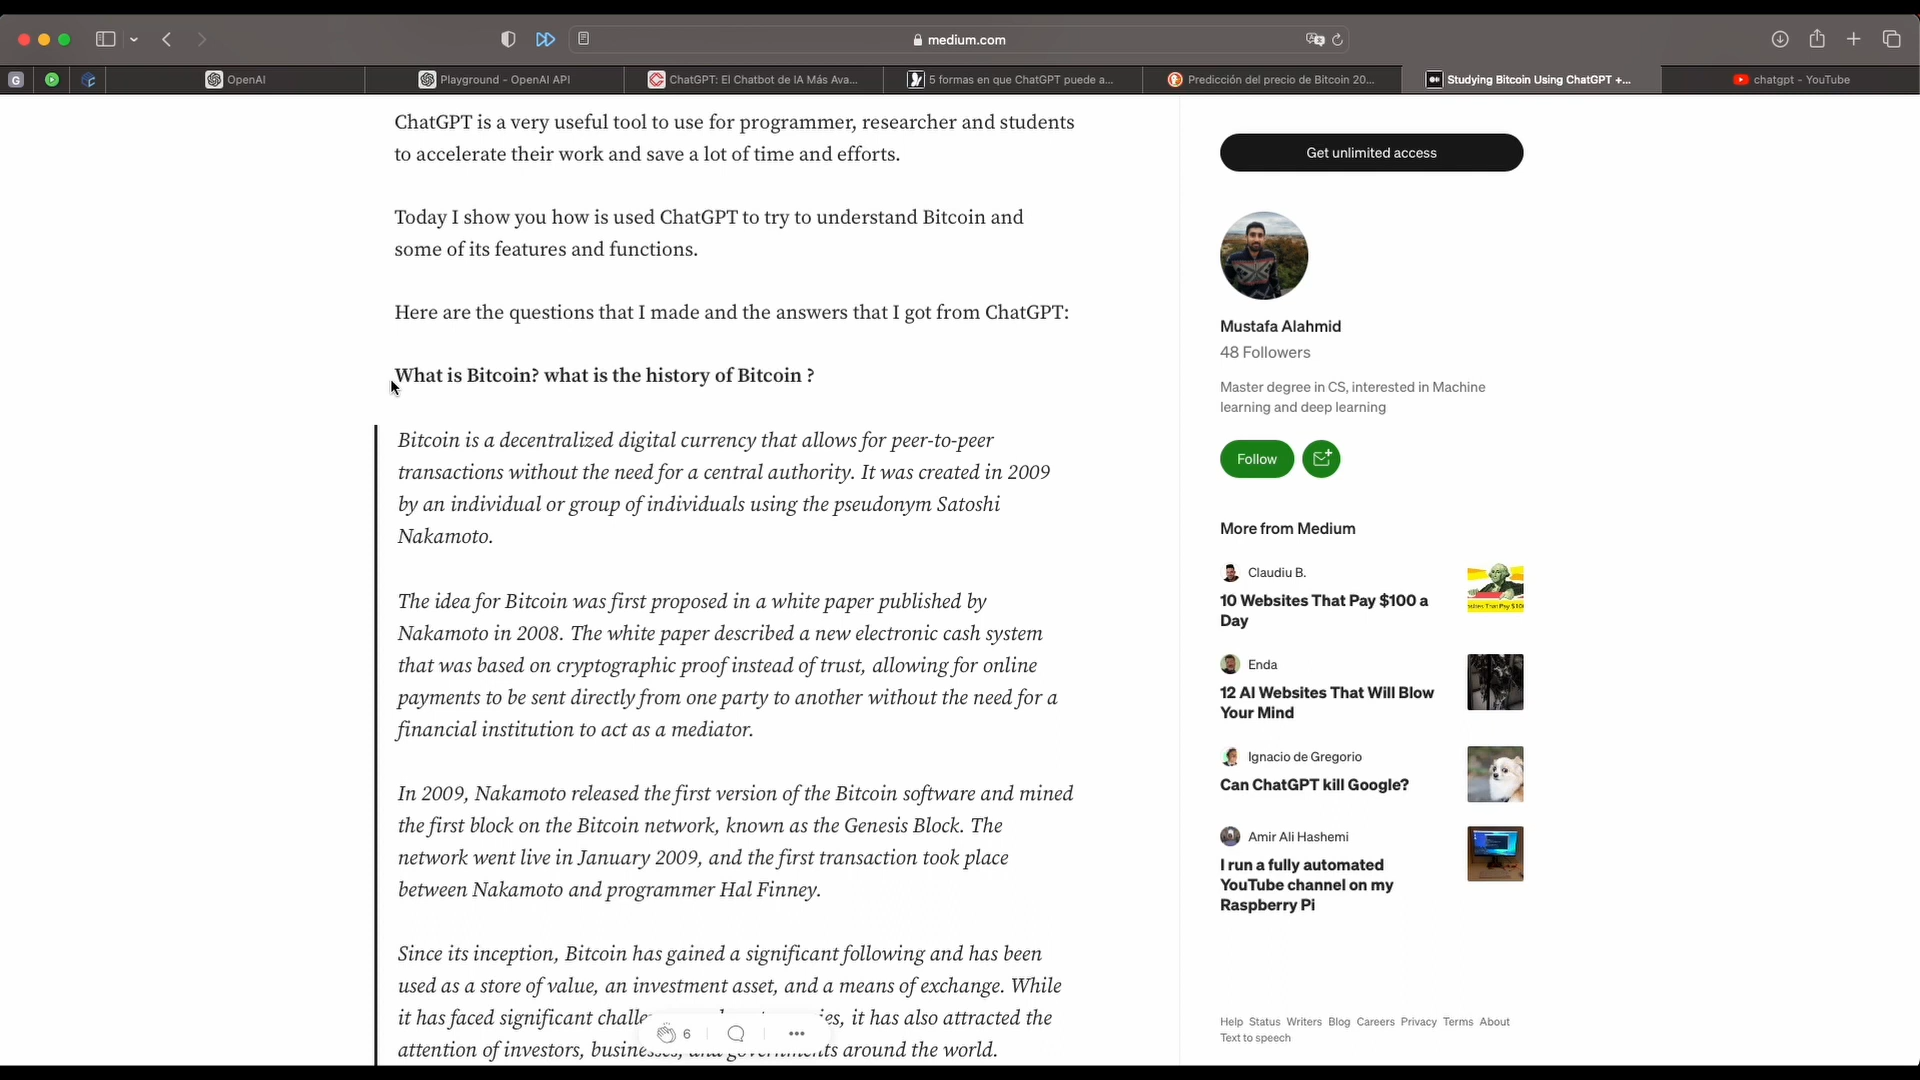 medium.com
G
OpenAI
Playground - OpenAI API
ChatGPT: El Chatbot de IA Más Ava...
5 formas en que ChatGPT puede a...
Predicción del precio de Bitcoin 20...
Studying Bitcoin Using ChatGPT +...
chatgpt - YouTube
ChatGPT is a very useful tool to use for programmer, researcher and students
to accelerate their work and save a lot of time and efforts.
Today I show you how is used ChatGPT to try to understand Bitcoin and
some of its features and functions.
Here are the questions that I made and the answers that I got from ChatGPT:
What is Bitcoin? what is the history of Bitcoin ?
Bitcoin is a decentralized digital currency that allows for peer-to-peer
transactions without the need for a central authority. It was created in 2009
by an individual or group of individuals using the pseudonym Satoshi
Nakamoto.
The idea for Bitcoin was first proposed in a white paper published by
Nakamoto in 2008. The white paper described a new electronic cash system
that was based on cryptographic proof instead of trust, allowing for online
payments to be sent directly from one party to another without the need for a
financial institution to act as a mediator.
In 2009, Nakamoto released the first version of the Bitcoin software and mined
the first block on the Bitcoin network, known as the Genesis Block. The
network went live in January 2009, and the first transaction took place
between Nakamoto and programmer Hal Finney.
Since its inception, Bitcoin has gained a significant following and has been
used as a store of value, an investment asset, and a means of exchange. While
it has faced significant it has also attracted the
attention of investors, around the world.
6
Get unlimited access
Mustafa Alahmid
48 Followers
Master degree in CS, interested in Machine
learning and deep learning
Follow
More from Medium
Claudiu B.
10 Websites That Pay $100 a
Day
Enda
12 AI Websites That Will Blow
Your Mind
Ignacio de Gregorio
Can ChatGPT kill Google?
Amir Ali Hashemi
I run a fully automated
YouTube channel on my
Raspberry Pi
Help Status Writers Blog Careers Privacy Terms About
Text to speech